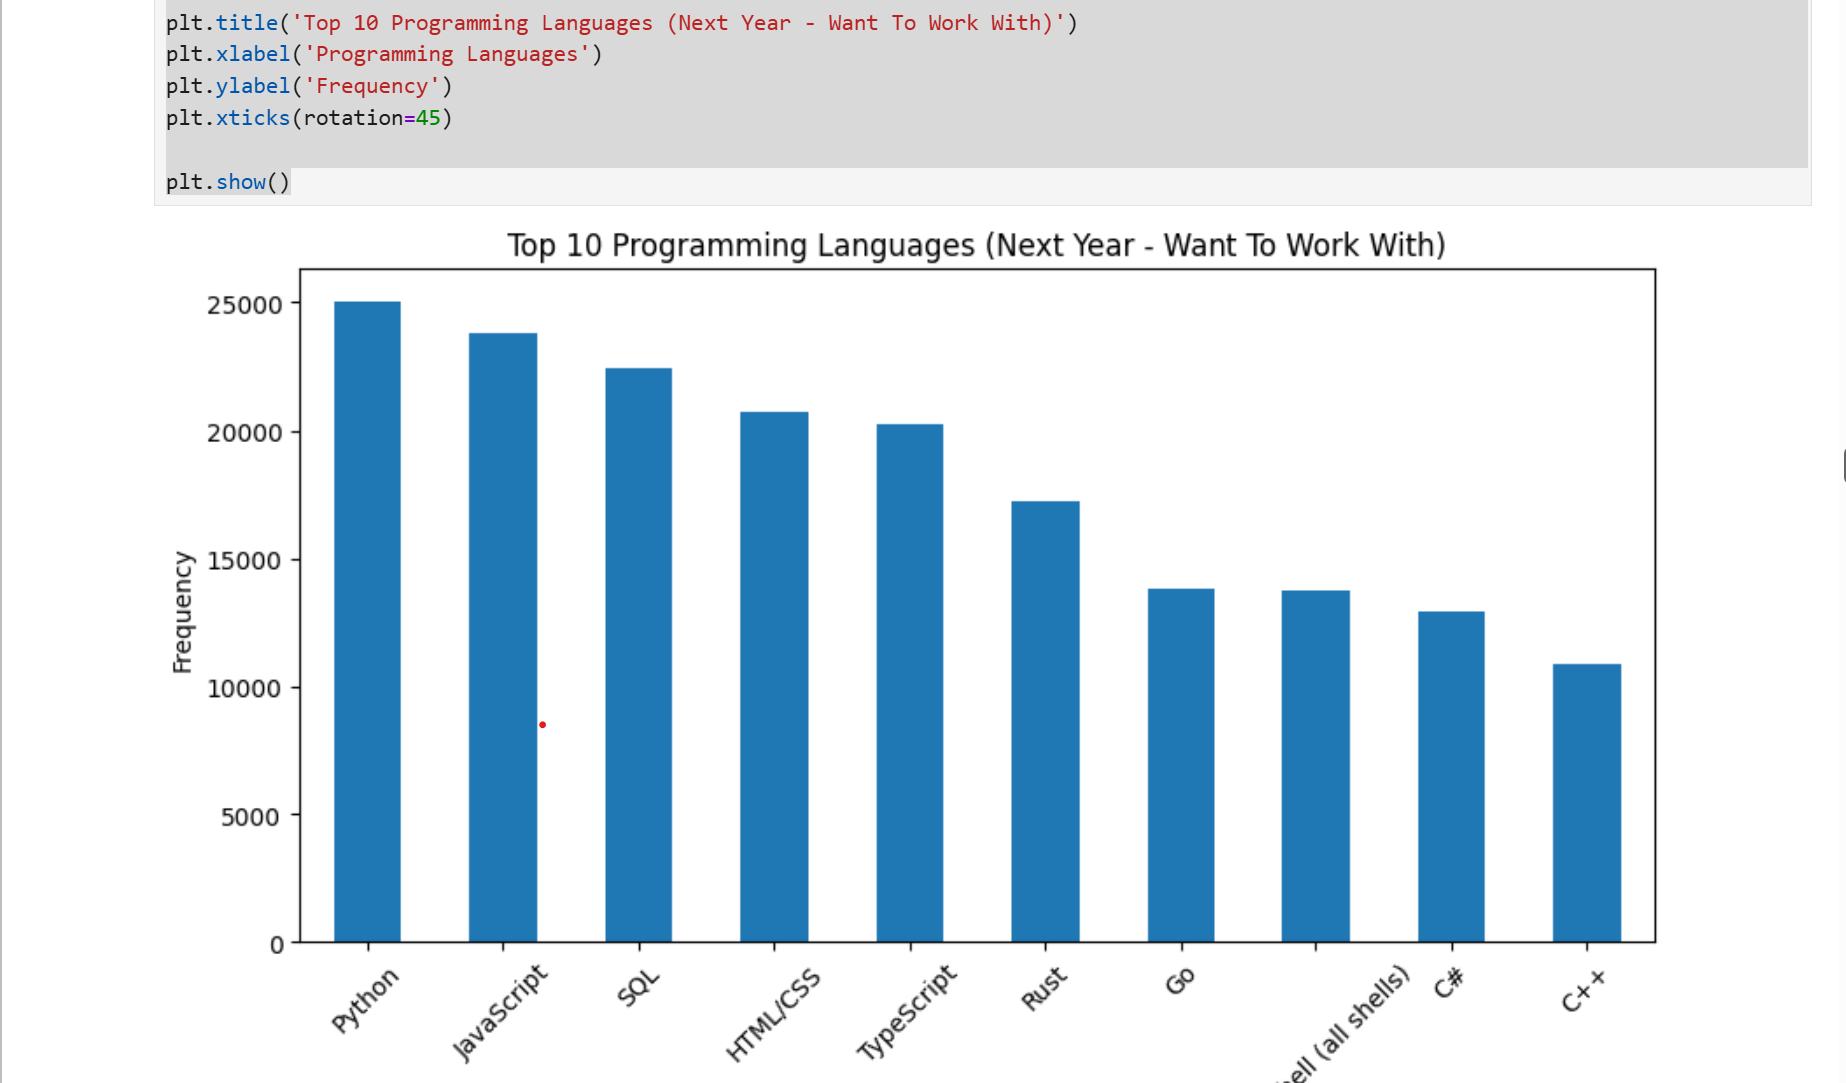 plt.title('Top 10 Programming Languages (Next Year - Want To Work With)')
plt.xlabel('Programming Languages')
plt.ylabel('Frequency')
plt.xticks(rotation=45)
plt.show()
Top 10 Programming Languages (Next Year - Want To Work With)
25000
20000
15000
10000
5000
0
Frequency
Python
JavaScript
SQL
HTML/CSS
TypeScript
Rust
Go
(all shells)
C#
C++